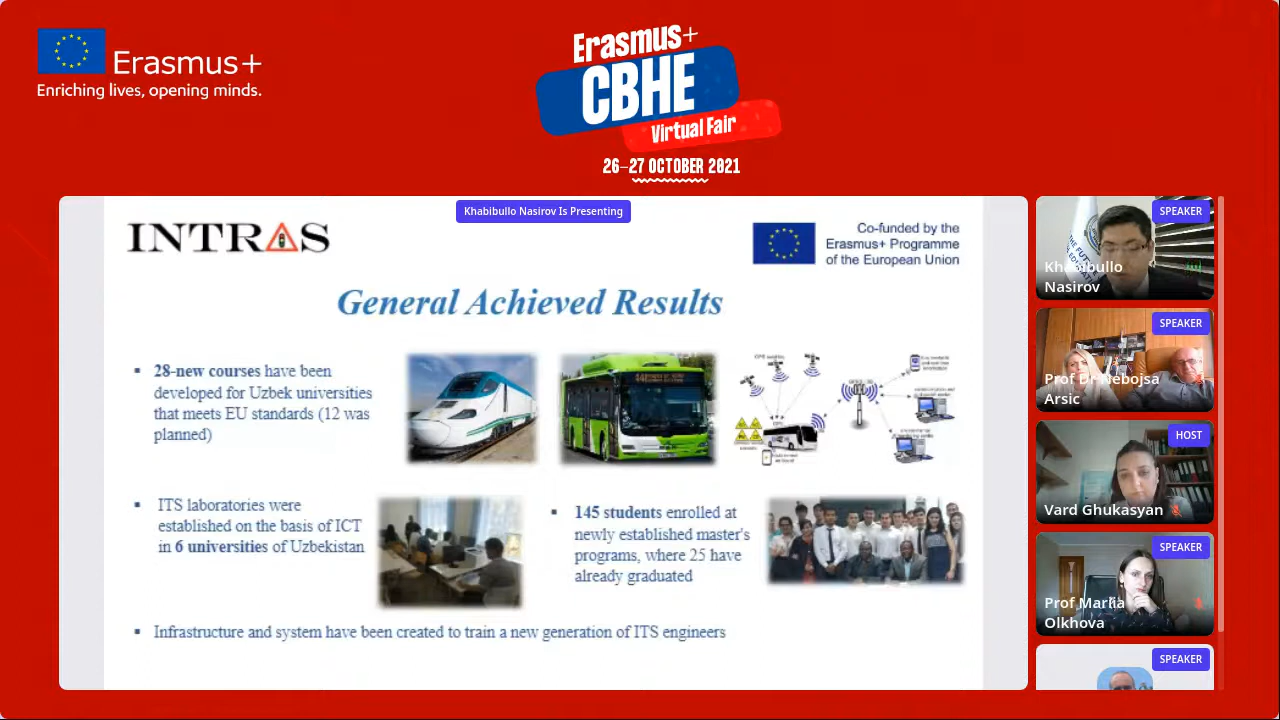 Erasmus+
Enriching lives, opening minds.
Erasmus+
CBHE
Virtual Fair
26–27 OCTOBER 2021
Khabibullo Nasirov Is Presenting
INTRAS
Co-funded by the
Erasmus+ Programme
of the European Union
General Achieved Results
▪ 28-new courses have been
developed for Uzbek universities
that meets EU standards (12 was
planned)
▪ ITS laboratories were
established on the basis of ICT
in 6 universities of Uzbekistan
▪ 145 students enrolled at
newly established master's
programs, where 25 have
already graduated
▪ Infrastructure and system have been created to train a new generation of ITS engineers
SPEAKER
Khabibullo
Nasirov
SPEAKER
Prof Dr Nebojsa
Arsic
HOST
Vard Ghukasyan
SPEAKER
Prof Mariia
Olkhova
SPEAKER